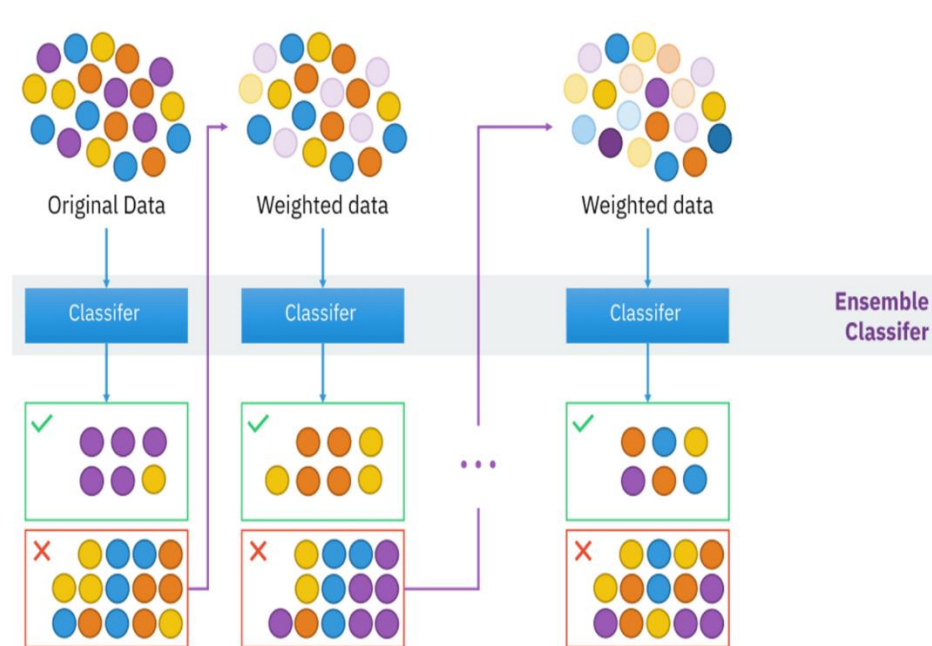 Original Data
Weighted data
Weighted data
Classifer
Classifer
Classifer
Ensemble
Classifer